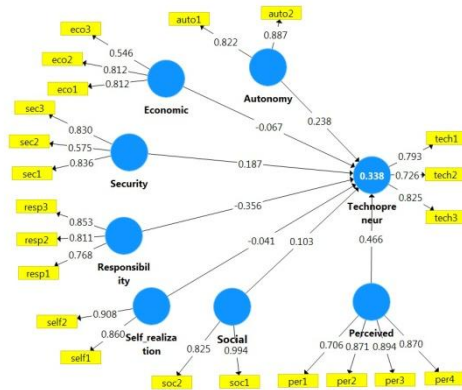 eco3
0.546
eco2
0.812
eco1
0.812
Economic
auto1
auto2
0.822
0.887
Autonomy
-0.067
0.238
sec3
0.830
sec2
0.575
sec1
0.836
Security
0.187
0.338
Technopre
neur
0.793
tech1
0.726
tech2
0.825
tech3
resp3
0.853
resp2
0.811
resp1
0.768
Responsibil
ity
-0.356
-0.041
0.103
0.466
self2
0.908
self1
0.860
Self_realiza
tion
Social
0.825
0.994
soc2
soc1
Perceived
0.706
0.871
0.894
0.870
per1
per2
per3
per4